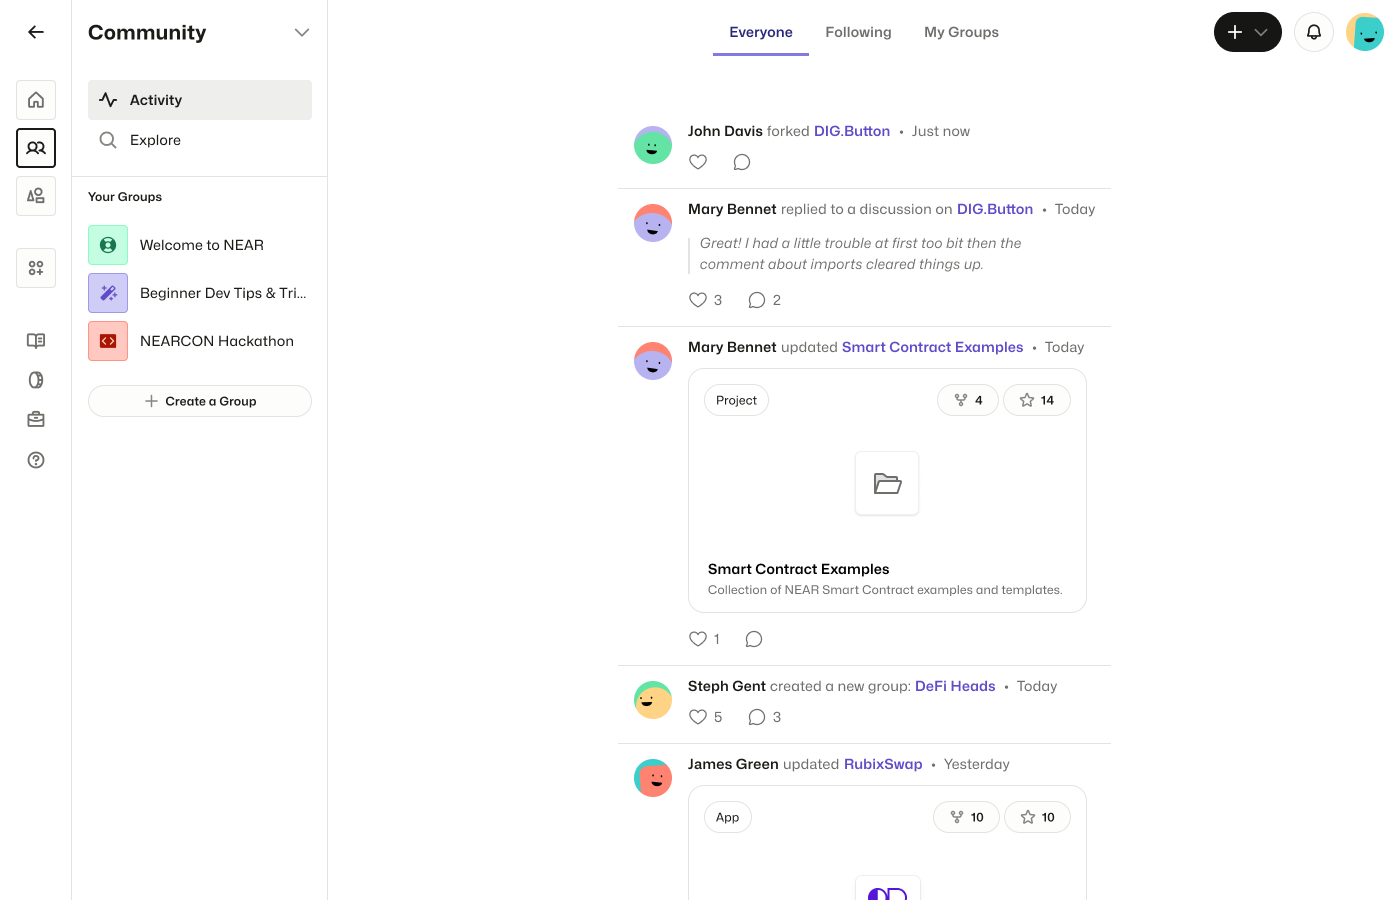 Community
Activity
Explore
Your Groups
Welcome to NEAR
Beginner Dev Tips & Tri...
NEARCON Hackathon
Create a Group
Everyone
Following
My Groups
John Davis forked DIG.Button • Just now
Mary Bennet replied to a discussion on DIG.Button • Today
Great! I had a little trouble at first too bit then the
comment about imports cleared things up.
3
2
Mary Bennet updated Smart Contract Examples • Today
Project
4
14
Smart Contract Examples
Collection of NEAR Smart Contract examples and templates.
1
Steph Gent created a new group: DeFi Heads • Today
5
3
James Green updated RubixSwap • Yesterday
App
10
10